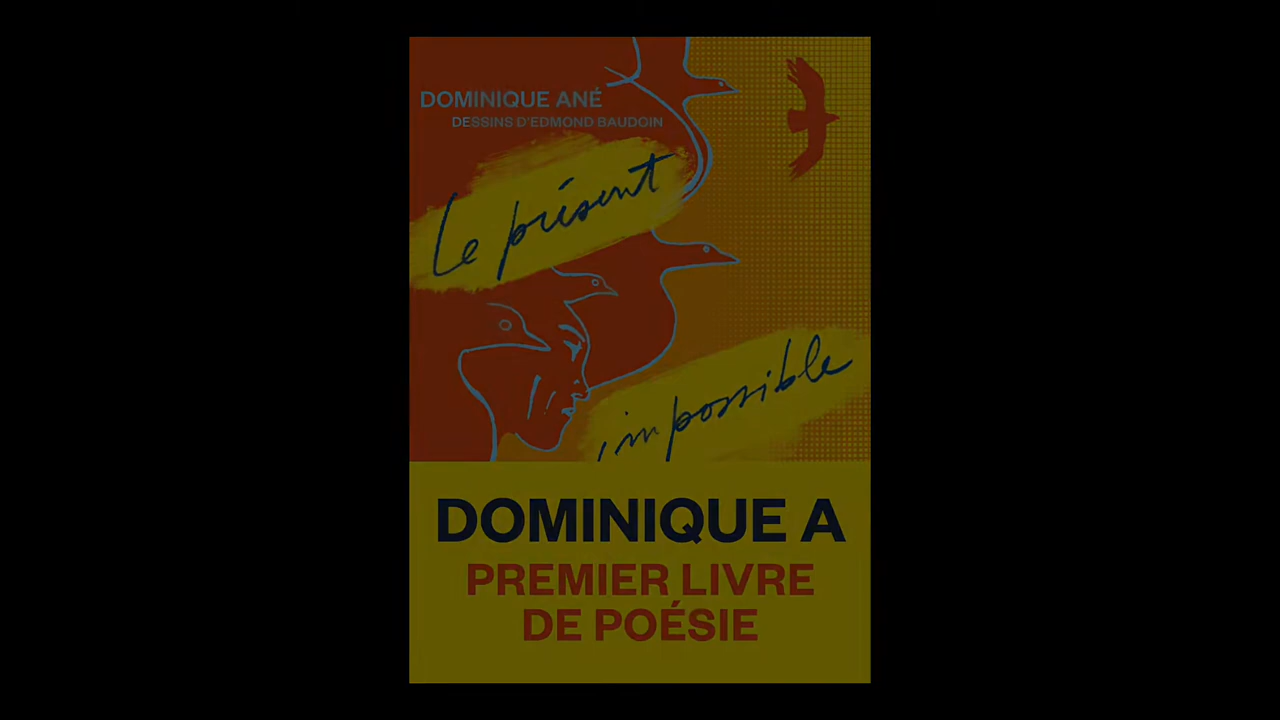 DOMINIQUE ANÉ
DESSINS D'EDMOND BAUDOIN
Le présent
impossible
DOMINIQUE A
PREMIER LIVRE
DE POÉSIE